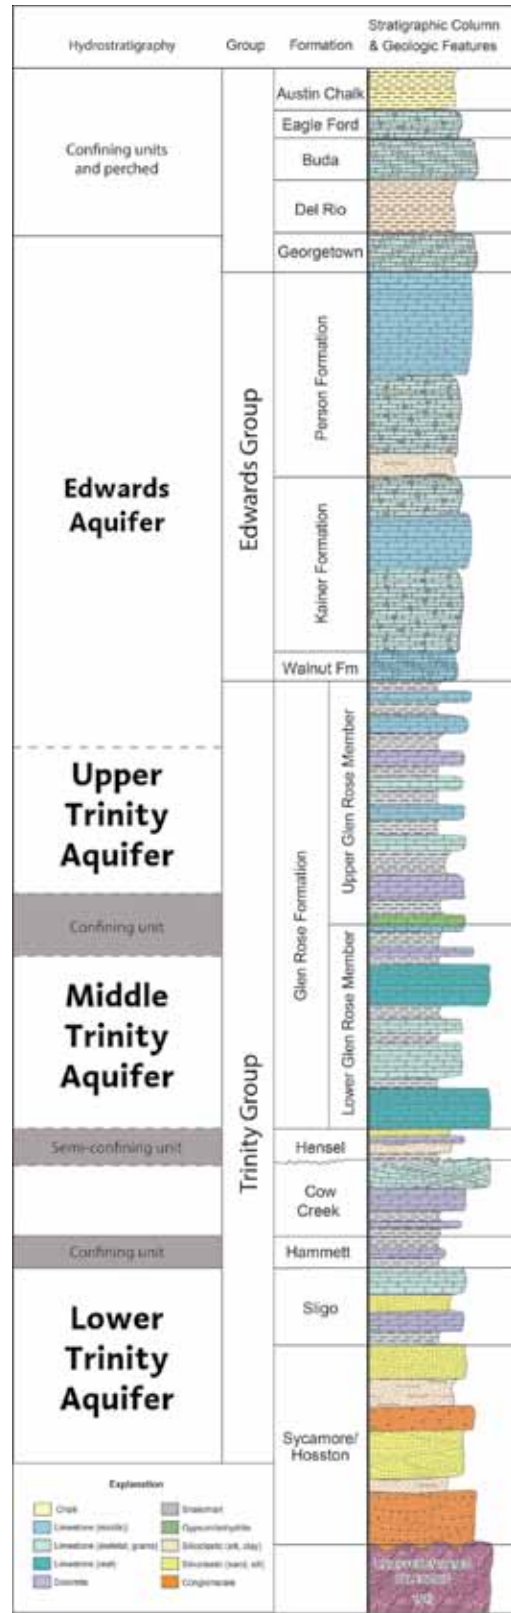 Hydrostratigraphy
Group
Formation
Stratigraphic Column
& Geologic Features
Confining units
and perched
Austin Chalk
Eagle Ford
Buda
Del Rio
Georgetown
Edwards
Aquifer
Edwards Group
Person Formation
Kainer Formation
Walnut Fm
Upper
Trinity
Aquifer
Confining unit
Middle
Trinity
Aquifer
Semi-confining unit
Confining unit
Lower
Trinity
Aquifer
Trinity Group
Glen Rose Formation
Upper Glen Rose Member
Lower Glen Rose Member
Hensel
Cow
Creek
Hammett
Sligo
Sycamore/
Hosston
Explanation
Chalk
Limestone (micritic)
Limestone (skeletal, grains)
Limestone (reef)
Dolomite
Shale/marl
Gypsum/anhydrite
Siliciclastic (silt, clay)
Siliciclastic (sand, silt)
Conglomerate